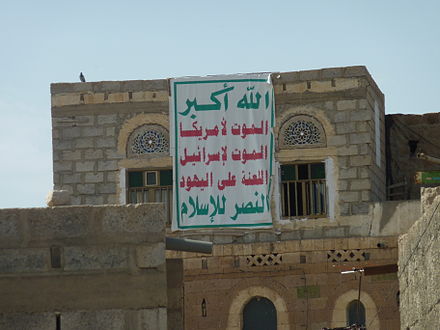 الله أكبر
الموت لأمريكا
الموت لإسرائيل
اللعنة على اليهود
النصر للإسلام